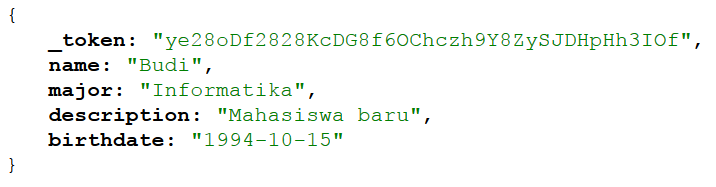 {
_token: "ye28oDf2828KcDG8f6OChczh9Y8ZySJDHpHh3IOf",
name: "Budi",
major: "Informatika",
description: "Mahasiswa baru",
birthdate: "1994-10-15"
}